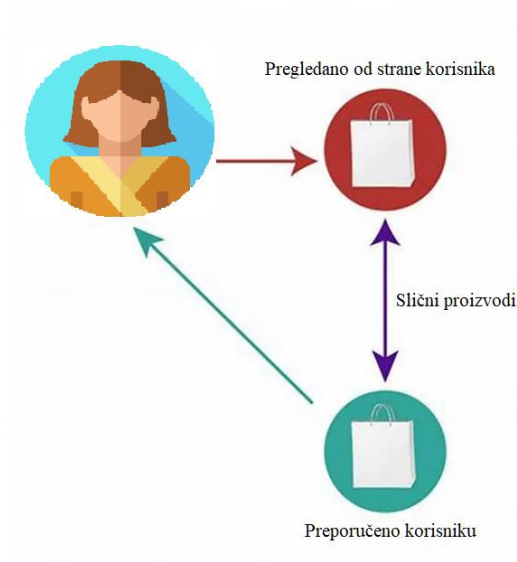 Pregledano od strane korisnika
Slični proizvodi
Preporučeno korisniku